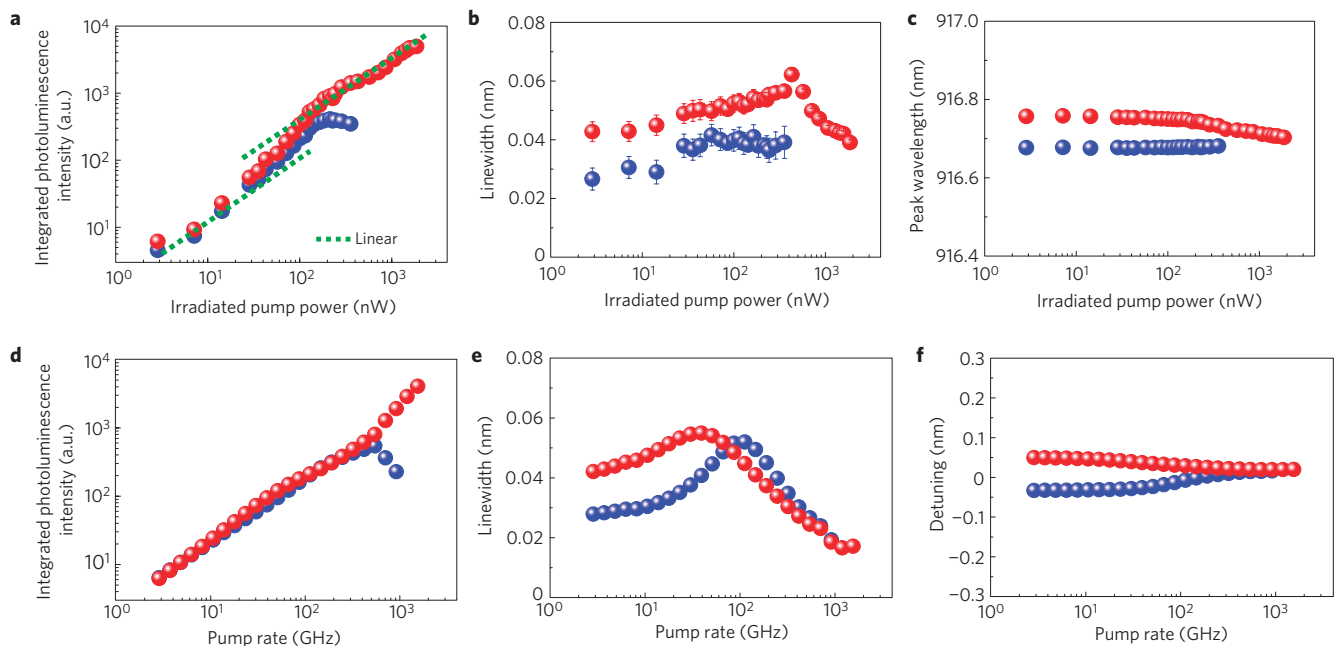 a
Integrated photoluminescence
intensity (a.u.)
10⁴
10³
10²
10¹
10⁰ 10¹ 10² 10³
Linear
Irradiated pump power (nW)
b
Linewidth (nm)
0.08
0.06
0.04
0.02
0
10⁰ 10¹ 10² 10³
Irradiated pump power (nW)
c
Peak wavelength (nm)
917.0
916.8
916.6
916.4
10⁰ 10¹ 10² 10³
Irradiated pump power (nW)
d
Integrated photoluminescence
intensity (a.u.)
10⁴
10³
10²
10¹
10⁰ 10¹ 10² 10³
Pump rate (GHz)
e
Linewidth (nm)
0.08
0.06
0.04
0.02
0
10⁰ 10¹ 10² 10³
Pump rate (GHz)
f
Detuning (nm)
0.3
0.2
0.1
0
−0.1
−0.2
−0.3
10⁰ 10¹ 10² 10³
Pump rate (GHz)